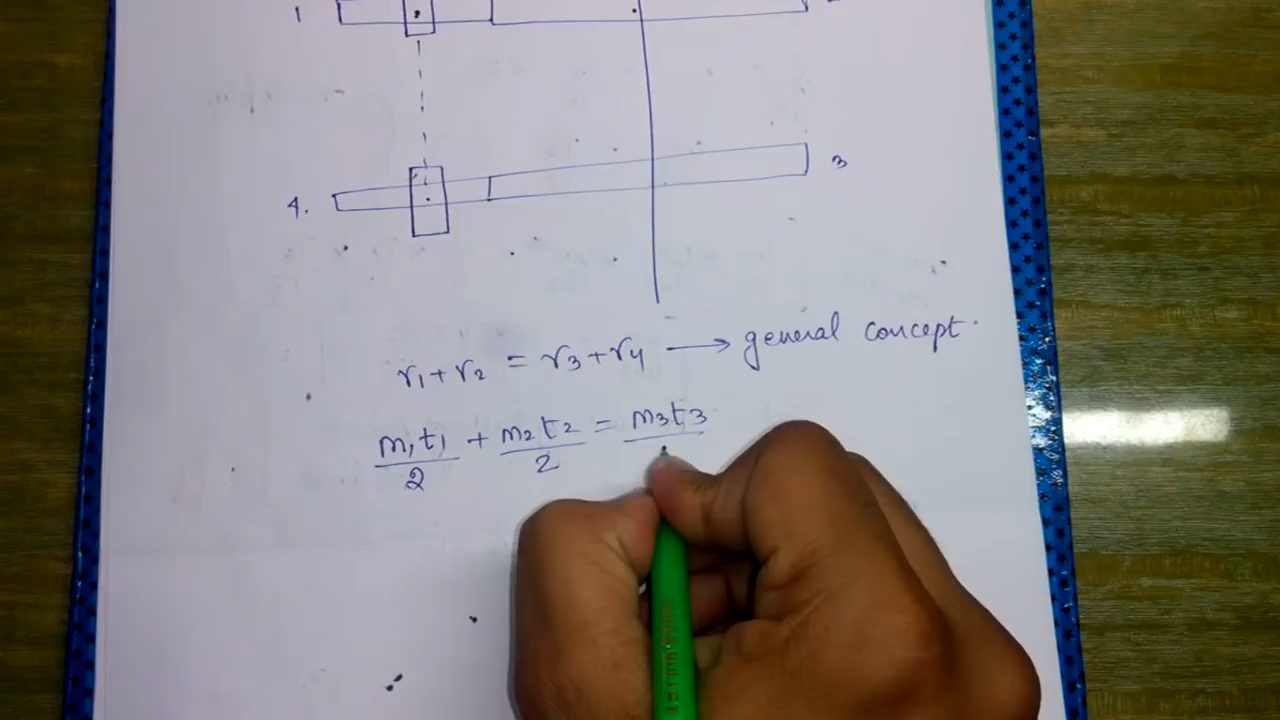 1
4.
3
r1 + r2 = r3 + r4 → general concept.
m1t1/2 + m2t2/2 = m3t3/